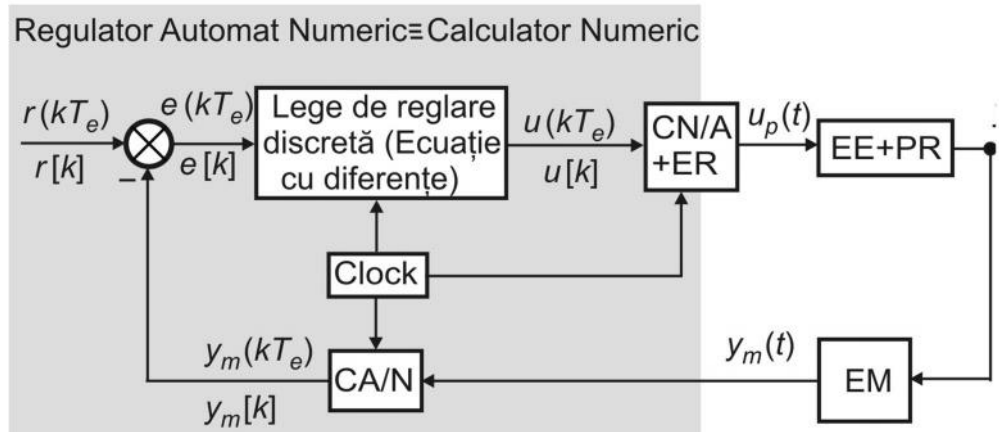 Regulator Automat Numeric≡Calculator Numeric
r(kTₑ)
r[k]
−
e(kTₑ)
e[k]
Lege de reglare
discretă (Ecuație
cu diferențe)
u(kTₑ)
u[k]
CN/A
+ER
uₚ(t)
EE+PR
Clock
yₘ(kTₑ)
yₘ[k]
CA/N
yₘ(t)
EM